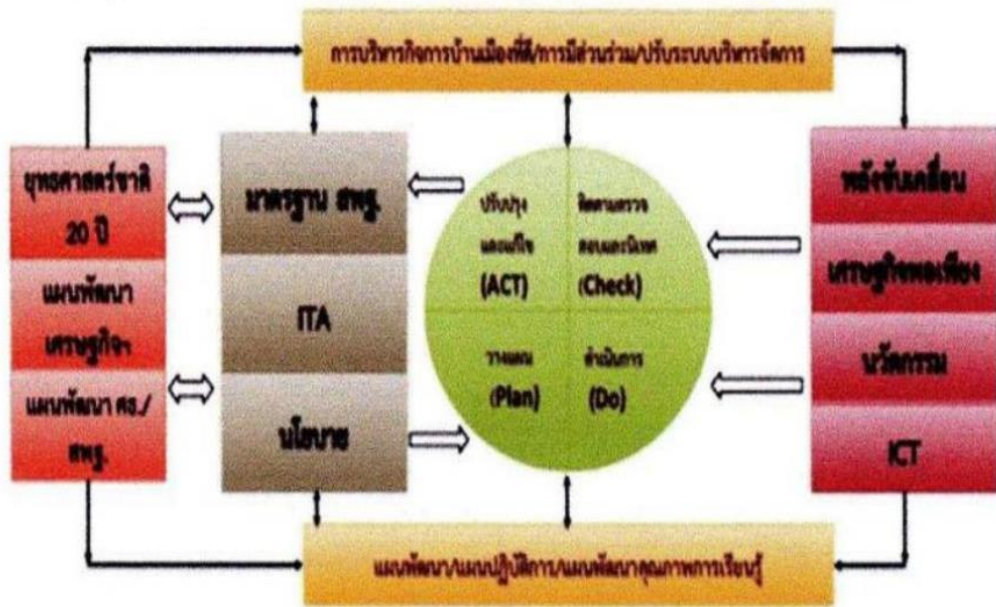 การบริหารกิจการบ้านเมืองที่ดี/การมีส่วนร่วม/ปรับระบบบริหารจัดการ
ยุทธศาสตร์ชาติ
20 ปี
แผนพัฒนา
เศรษฐกิจฯ
แผนพัฒนา ศธ./
สพฐ.
มาตรฐาน สพฐ.
ITA
นโยบาย
ปรับปรุง
และแก้ไข
(ACT)
ติดตามตรวจ
สอบและนิเทศ
(Check)
วางแผน
(Plan)
ดำเนินการ
(Do)
พลังขับเคลื่อน
เศรษฐกิจพอเพียง
นวัตกรรม
ICT
แผนพัฒนา/แผนปฏิบัติการ/แผนพัฒนาคุณภาพการเรียนรู้